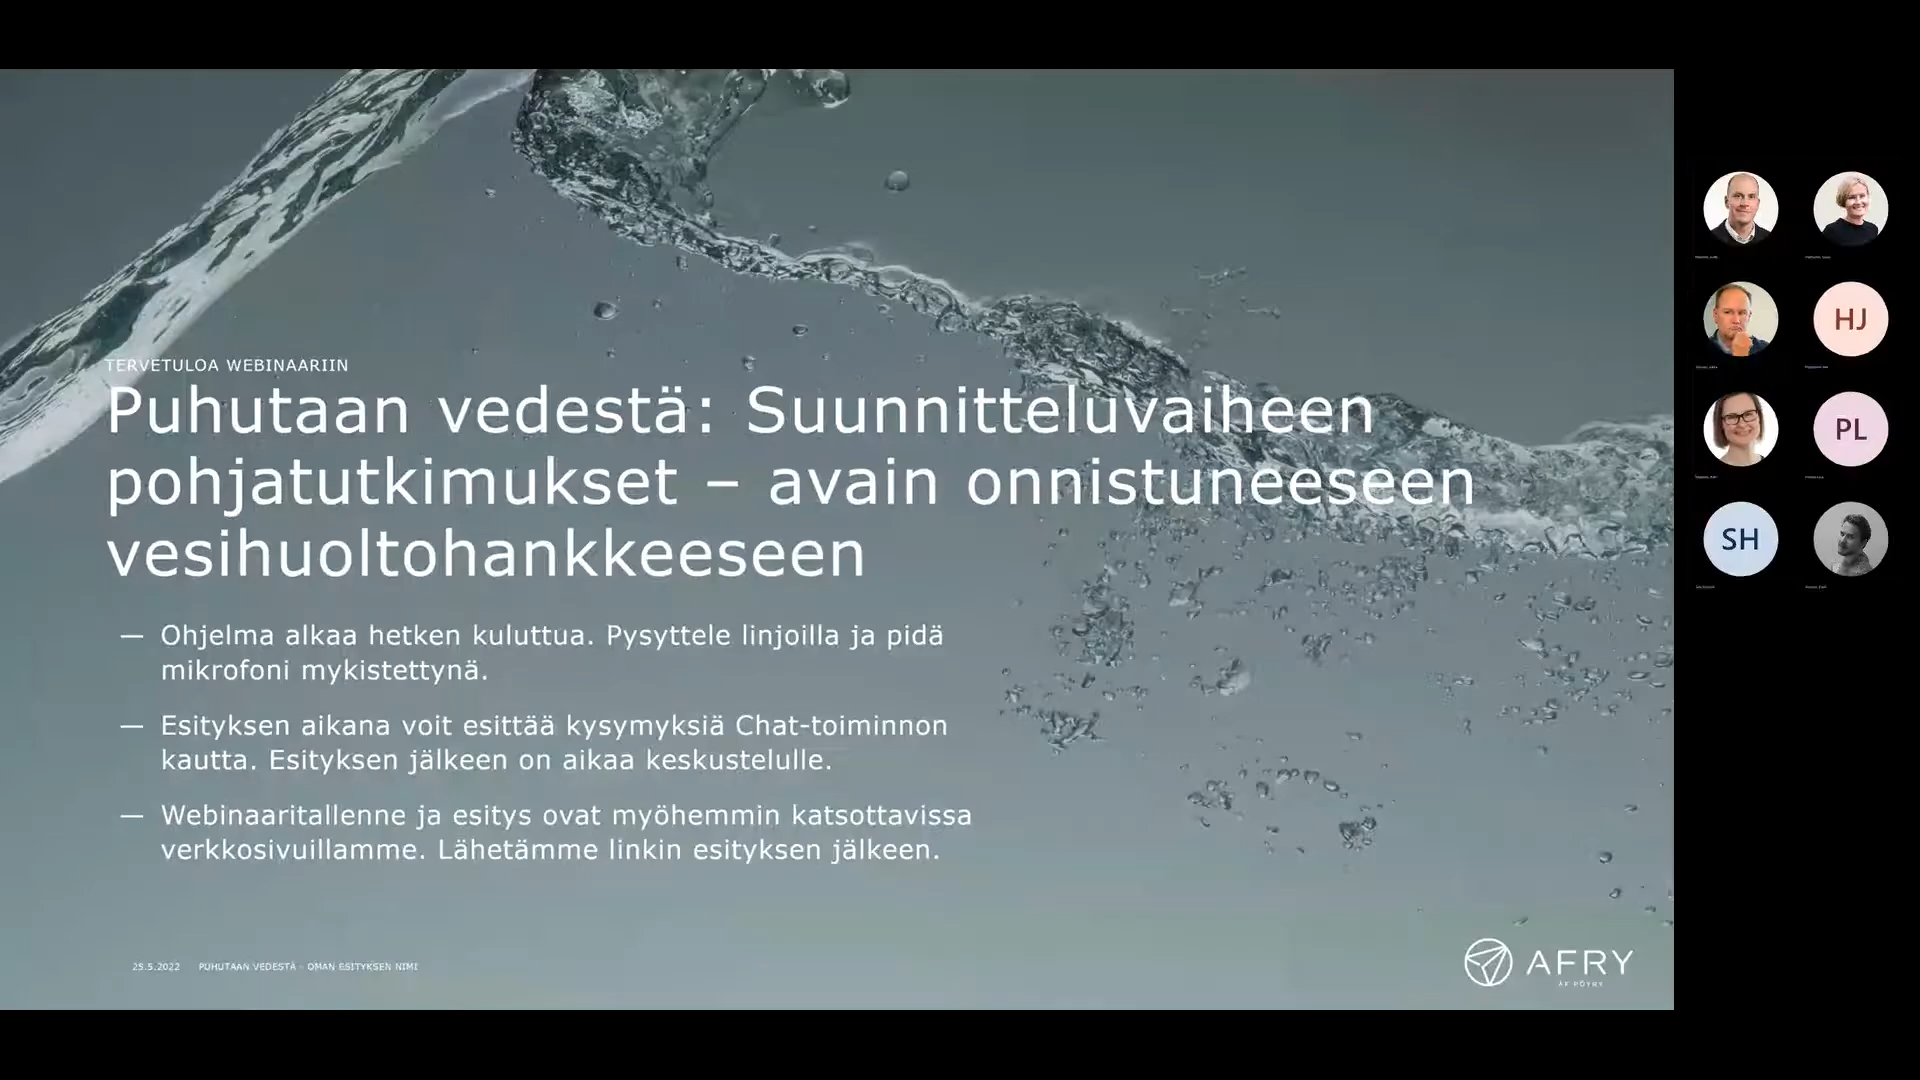 TERVETULOA WEBINAARIIN
Puhutaan vedestä: Suunnitteluvaiheen
pohjatutkimukset – avain onnistuneeseen
vesihuoltohankkeeseen
— Ohjelma alkaa hetken kuluttua. Pysyttele linjoilla ja pidä
mikrofoni mykistettynä.
— Esityksen aikana voit esittää kysymyksiä Chat-toiminnon
kautta. Esityksen jälkeen on aikaa keskustelulle.
— Webinaaritallenne ja esitys ovat myöhemmin katsottavissa
verkkosivuillamme. Lähetämme linkin esityksen jälkeen.
25.5.2022 PUHUTAAN VEDESTÄ - OMAN ESITYKSEN NIMI
AFRY
ÅF PÖYRY
HJ
PL
SH